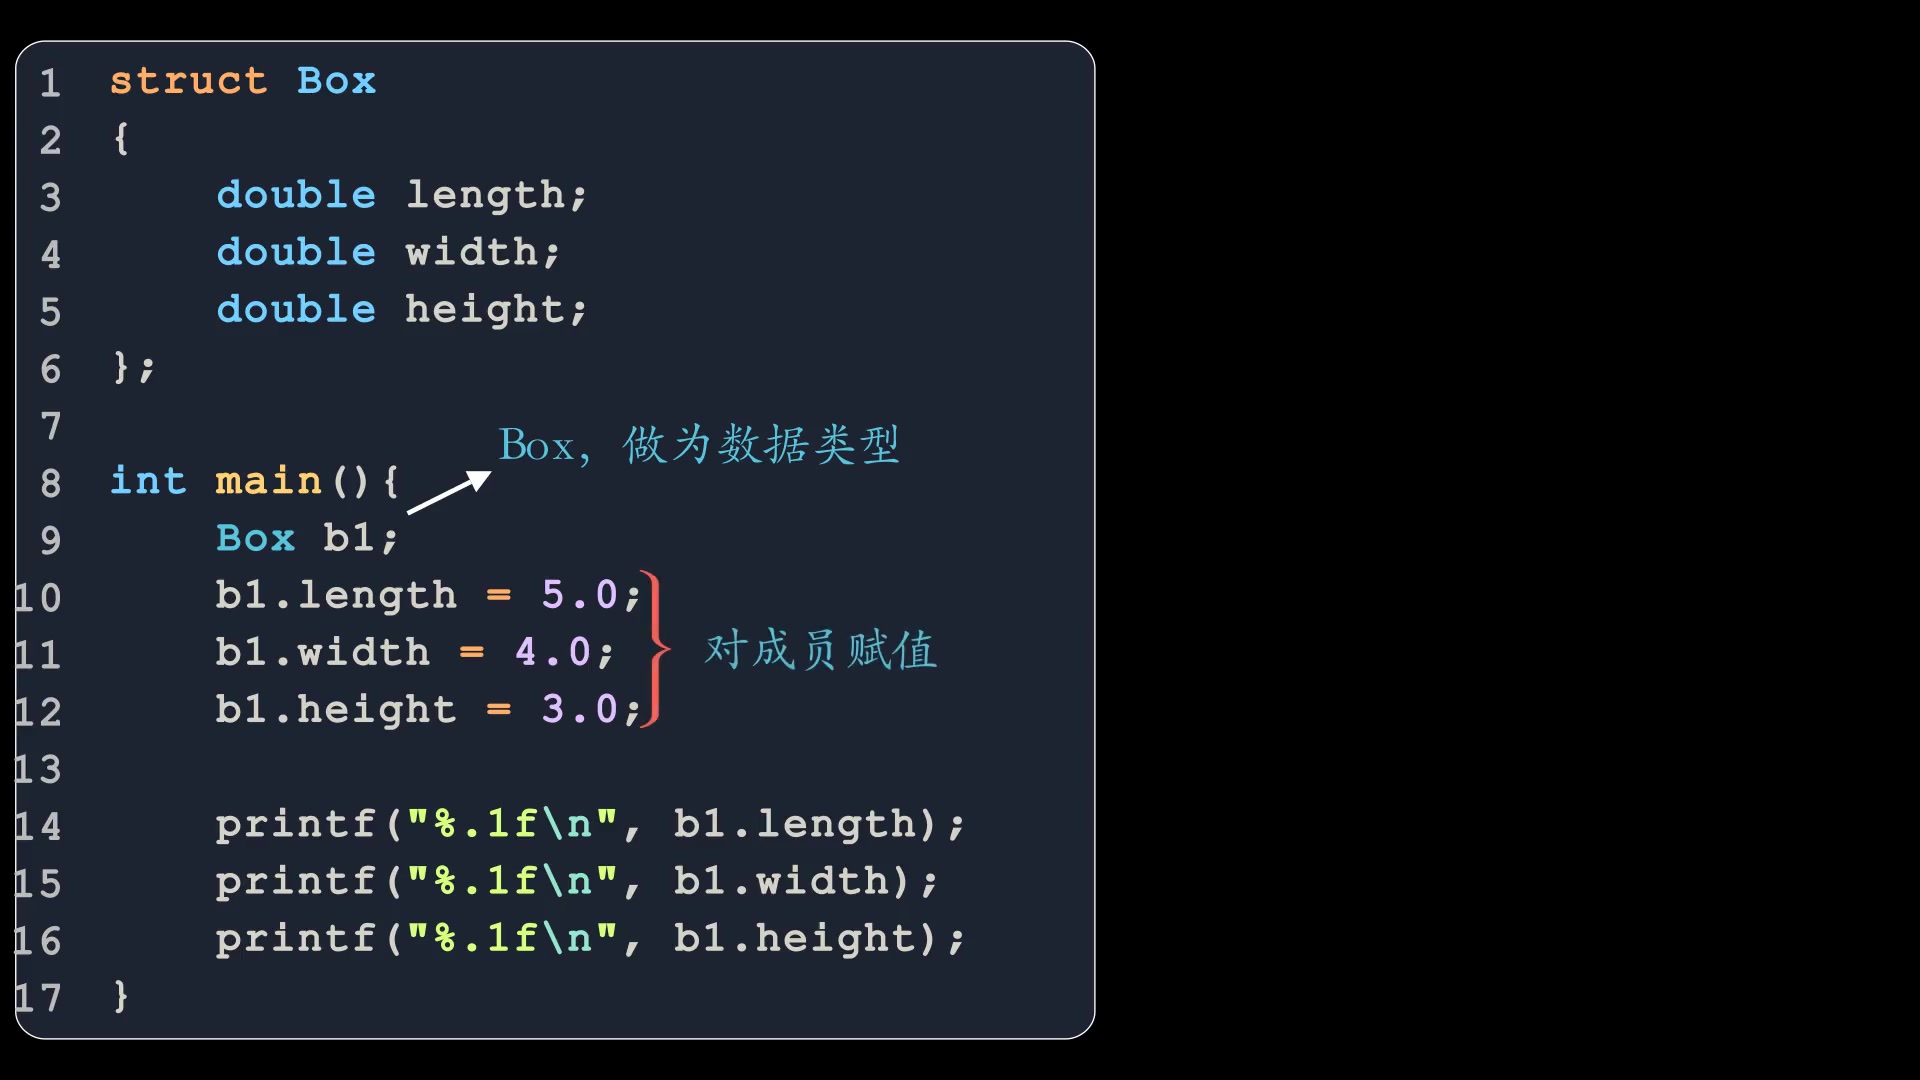 1 struct Box
2 {
3 double length;
4 double width;
5 double height;
6 };
7
Box，做为数据类型
8 int main(){
9 Box b1;
10 b1.length = 5.0;
11 b1.width = 4.0;
对成员赋值
12 b1.height = 3.0;
13
14 printf("%.1f\n", b1.length);
15 printf("%.1f\n", b1.width);
16 printf("%.1f\n", b1.height);
17 }